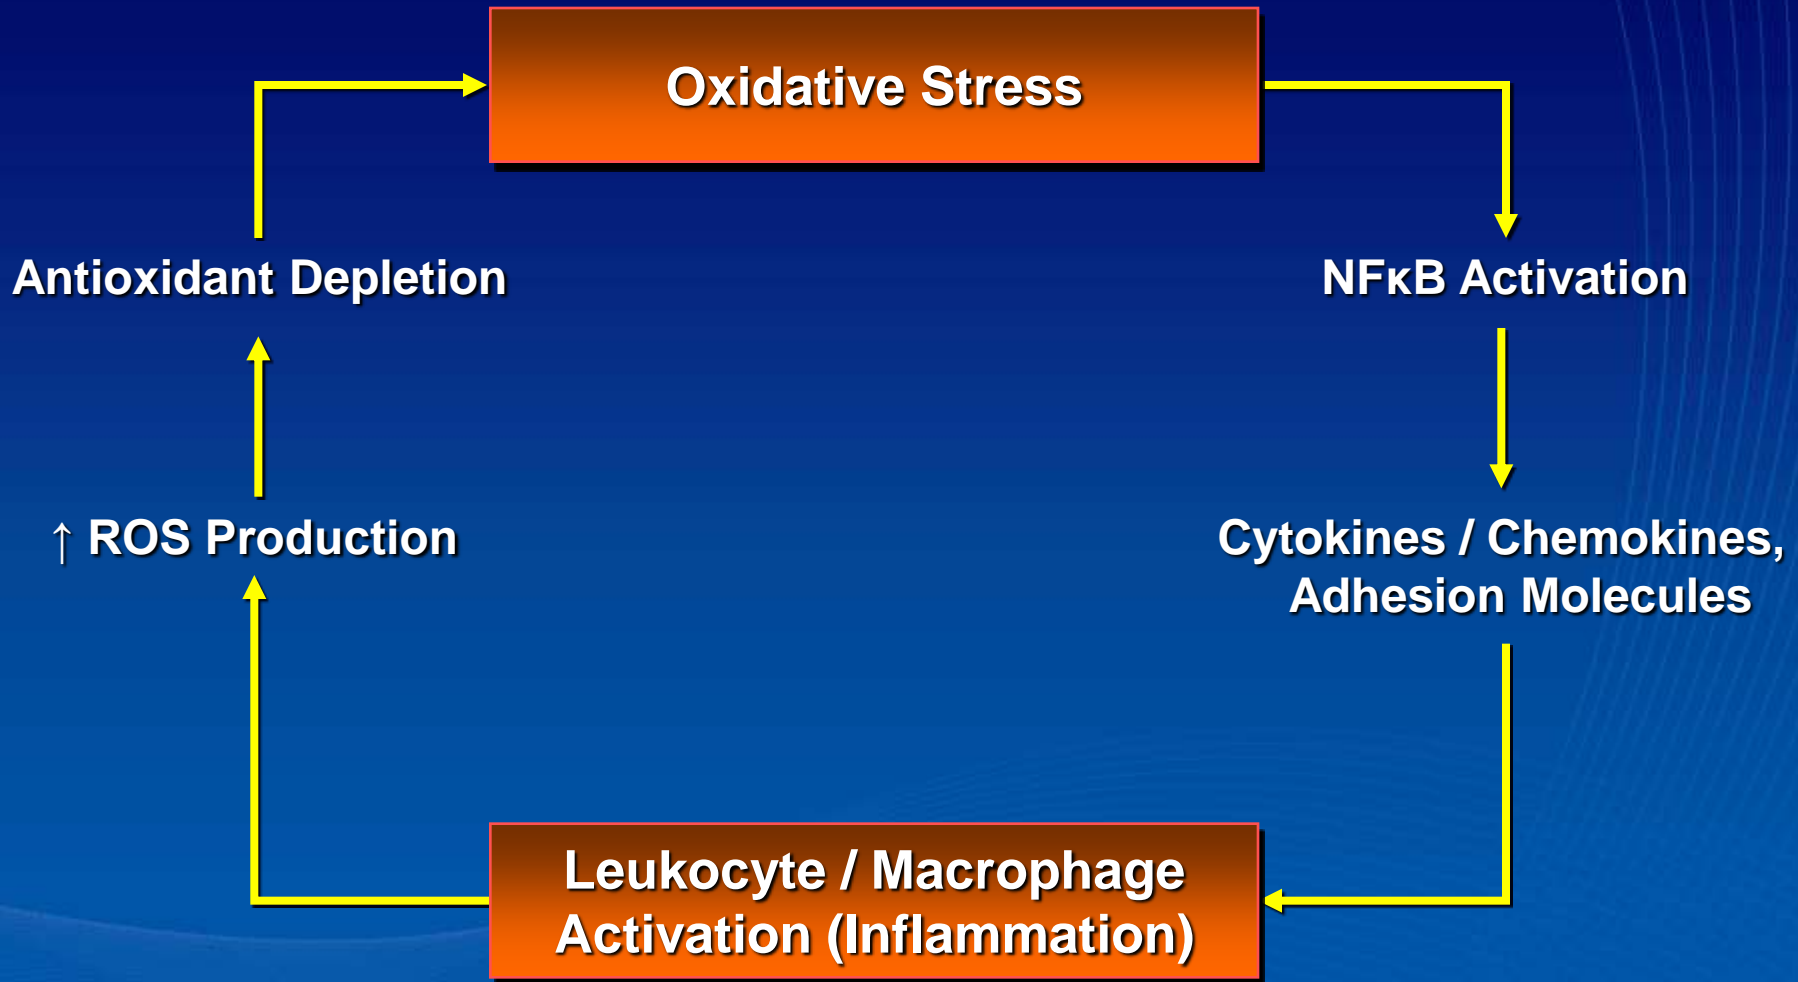 Oxidative Stress
Antioxidant Depletion
NFκB Activation
↑ ROS Production
Cytokines / Chemokines,
Adhesion Molecules
Leukocyte / Macrophage
Activation (Inflammation)